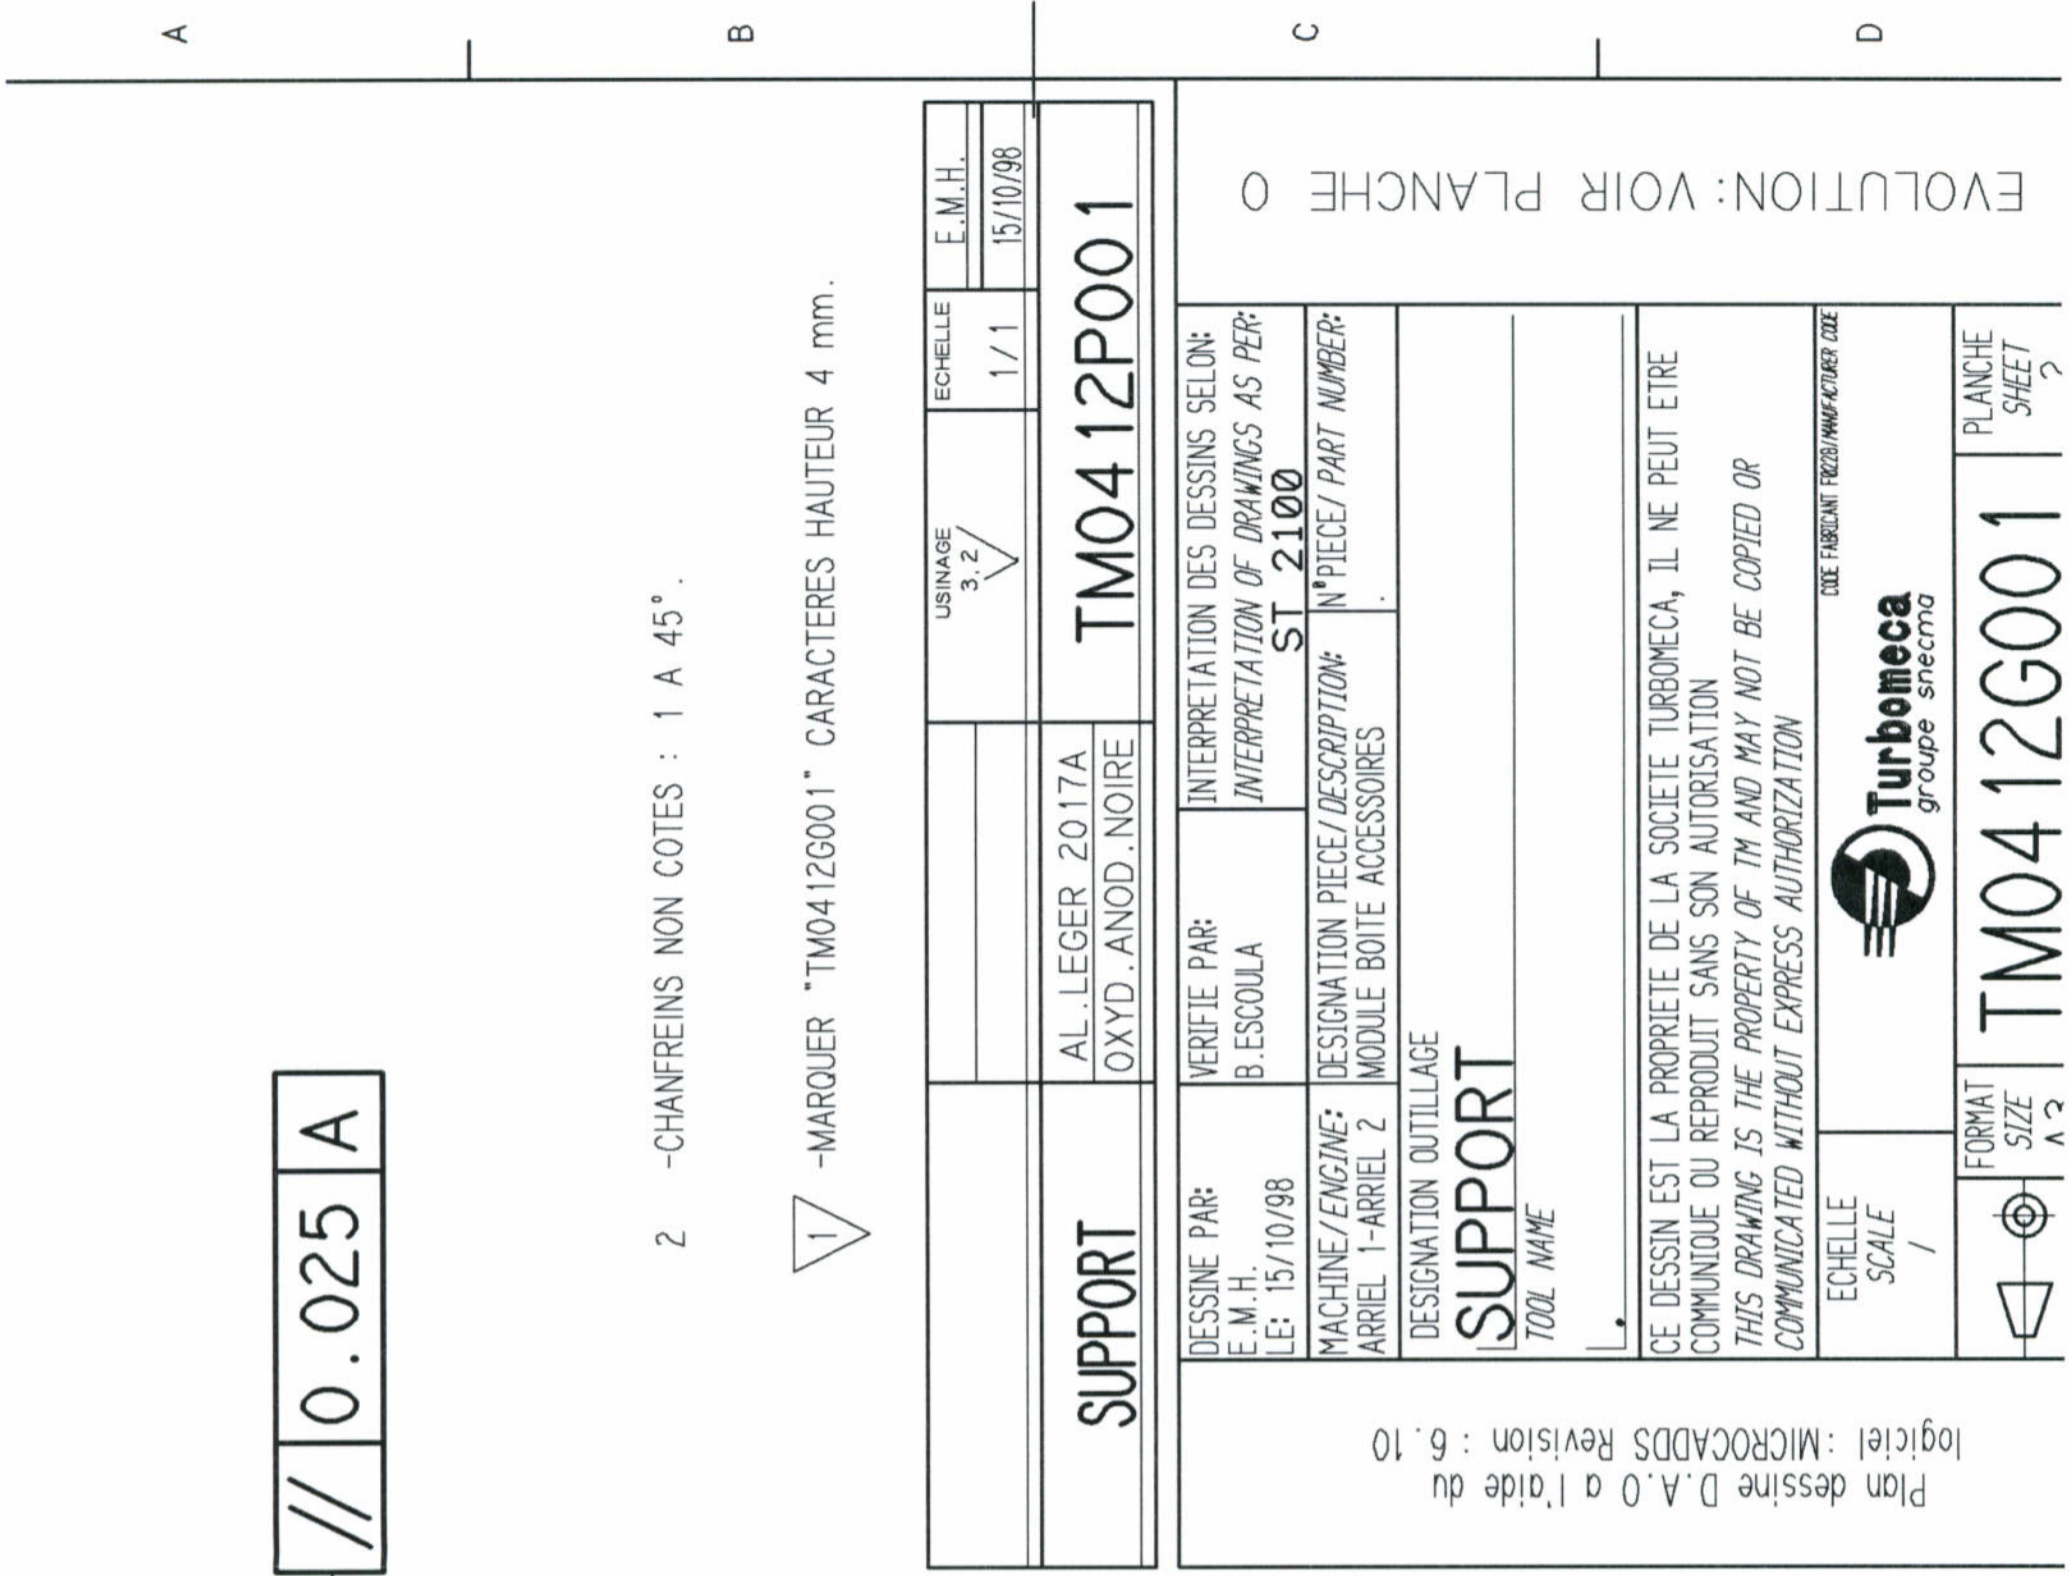 A
B
C
D
// 0.025 A
2 -CHANFREINS NON COTES : 1 A 45°.
1 -MARQUER "TM0412G001" CARACTERES HAUTEUR 4 mm.
USINAGE
3,2
ECHELLE
1/1
E.M.H.
15/10/98
SUPPORT
AL.LEGER 2017A
OXYD.ANOD.NOIRE
TM0412P001
DESSINE PAR:
E.M.H.
LE: 15/10/98
VERIFIE PAR:
B.ESCOULA
INTERPRETATION DES DESSINS SELON:
INTERPRETATION OF DRAWINGS AS PER:
ST 2100
MACHINE/ENGINE:
ARRIEL 1-ARRIEL 2
DESIGNATION PIECE/DESCRIPTION:
MODULE BOITE ACCESSOIRES
N°PIECE/ PART NUMBER:
.
DESIGNATION OUTILLAGE
SUPPORT
TOOL NAME
.
CE DESSIN EST LA PROPRIETE DE LA SOCIETE TURBOMECA, IL NE PEUT ETRE
COMMUNIQUE OU REPRODUIT SANS SON AUTORISATION
THIS DRAWING IS THE PROPERTY OF TM AND MAY NOT BE COPIED OR
COMMUNICATED WITHOUT EXPRESS AUTHORIZATION
ECHELLE
SCALE
/
CODE FABRICANT F0228/MANUFACTURER CODE
Turbomeca
groupe snecma
FORMAT
SIZE
TM0412G001
PLANCHE
SHEET
EVOLUTION: VOIR PLANCHE 0
Plan dessine D.A.O a l'aide du
logiciel : MICROCADDS Revision : 6.10